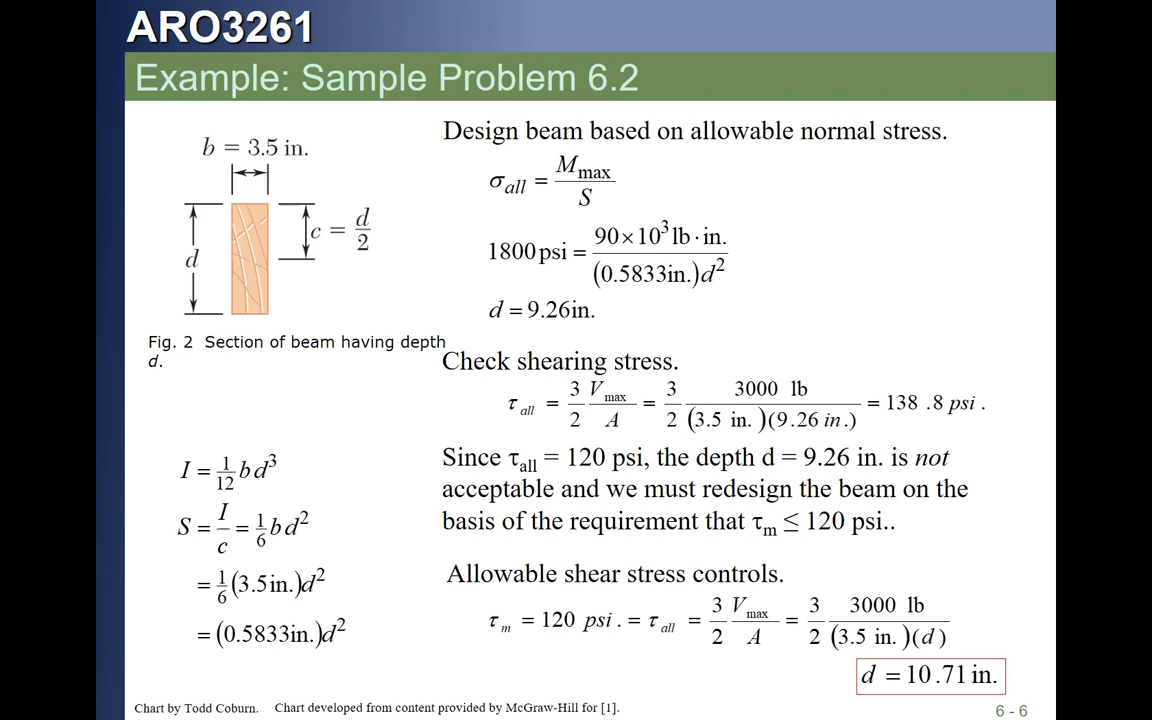 ARO3261
Example: Sample Problem 6.2
b = 3.5 in.
c = d/2
d
Fig. 2 Section of beam having depth
d.
I = 1/12 b d³
S = I/c = 1/6 b d²
= 1/6 (3.5in.)d²
= (0.5833in.)d²
Design beam based on allowable normal stress.
σall = Mmax/S
1800 psi = 90×10³ lb·in. / (0.5833in.)d²
d = 9.26in.
Check shearing stress.
τall = 3/2 Vmax/A = 3/2 3000 lb / (3.5 in.)(9.26 in.) = 138 .8 psi .
Since τall = 120 psi, the depth d = 9.26 in. is not
acceptable and we must redesign the beam on the
basis of the requirement that τm ≤ 120 psi..
Allowable shear stress controls.
τm = 120 psi . = τall = 3/2 Vmax/A = 3/2 3000 lb / (3.5 in.)(d)
d = 10.71 in.
Chart by Todd Coburn. Chart developed from content provided by McGraw-Hill for [1].
6 - 6